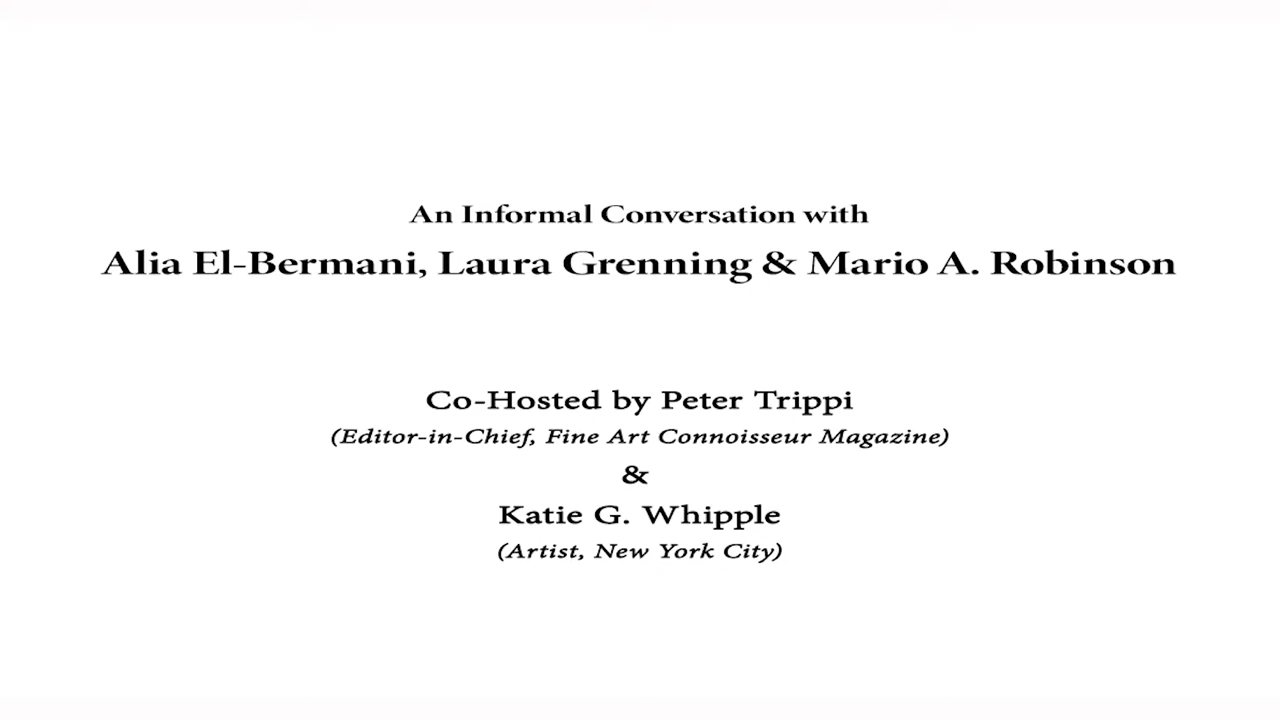 An Informal Conversation with
Alia El-Bermani, Laura Grenning & Mario A. Robinson
Co-Hosted by Peter Trippi
(Editor-in-Chief, Fine Art Connoisseur Magazine)
&
Katie G. Whipple
(Artist, New York City)